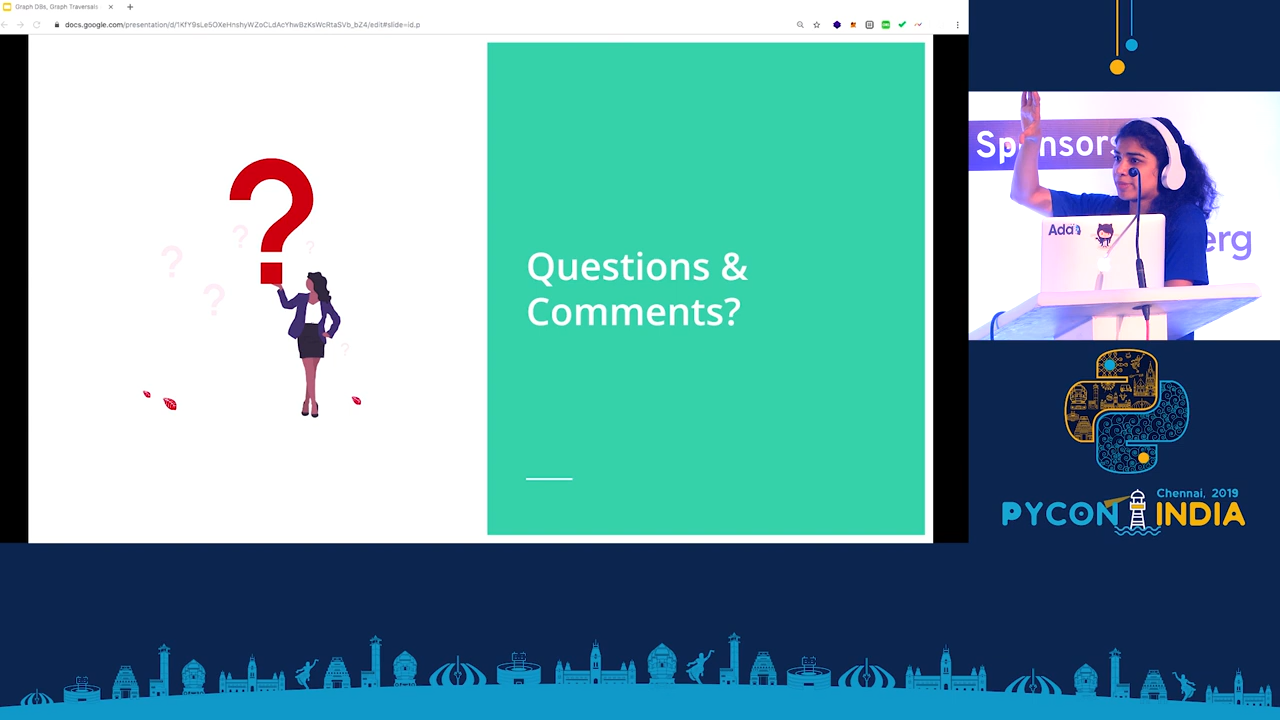 Graph DBs, Graph Traversals
docs.google.com/presentation/d/1KfY9sLe5OXeHnshyWZoCLdAcYhwBzKsWcRtaSVb_bZ4/edit#slide=id.p
?
Questions &
Comments?
Sponsors
erg
Ada
Chennai, 2019
PYCON INDIA